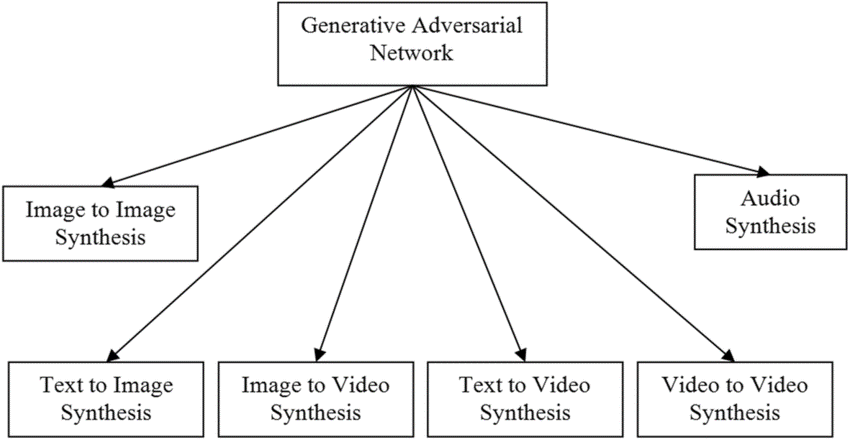 Generative Adversarial
Network
Image to Image
Synthesis
Audio
Synthesis
Text to Image
Synthesis
Image to Video
Synthesis
Text to Video
Synthesis
Video to Video
Synthesis